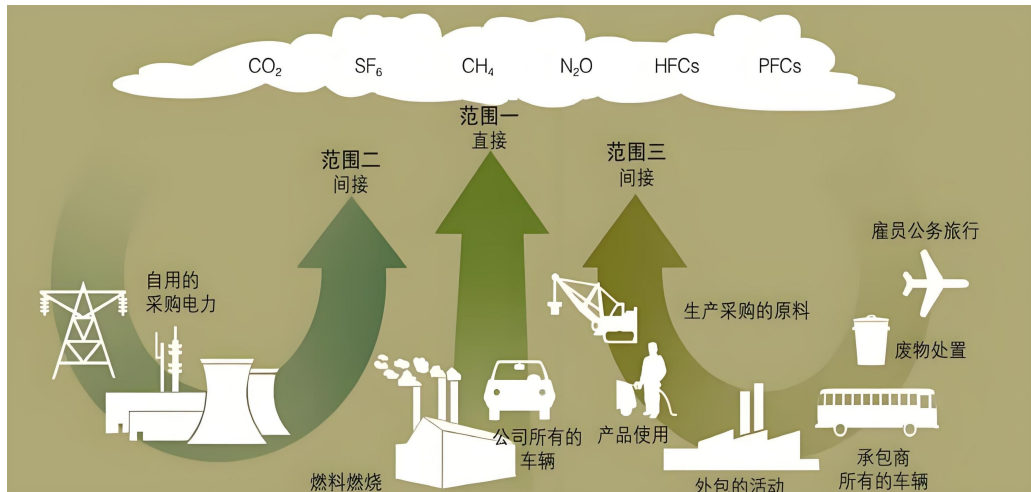 CO₂ SF₆ CH₄ N₂O HFCs PFCs
范围一
直接
范围二
间接
范围三
间接
自用的
采购电力
燃料燃烧
公司所有的
车辆
生产采购的原料
产品使用
雇员公务旅行
废物处置
外包的活动
承包商
所有的车辆